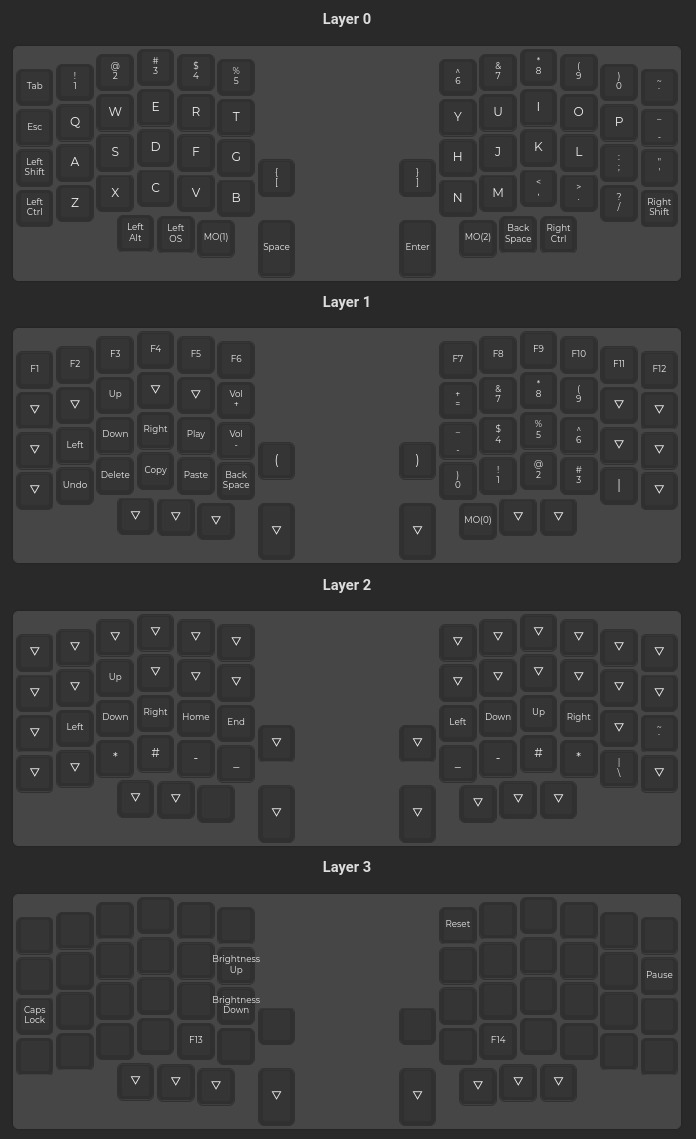 Layer 0
Tab
!
1
@
2
#
3
$
4
%
5
^
6
&
7
*
8
(
9
)
0
~
Esc
Q
W
E
R
T
Y
U
I
O
P
-
Left
Shift
A
S
D
F
G
{
[
}
]
H
J
K
L
:
;
"
'
Left
Ctrl
Z
X
C
V
B
N
M
<
,
>
.
?
/
Right
Shift
Left
Alt
Left
OS
MO(1)
Space
Enter
MO(2)
Back
Space
Right
Ctrl
Layer 1
F1
F2
F3
F4
F5
F6
F7
F8
F9
F10
F11
F12
▽
▽
Up
▽
▽
Vol
+
+
=
&
7
*
8
(
9
▽
▽
▽
Left
Down
Right
Play
Vol
-
(
)
-
$
4
%
5
^
6
▽
▽
▽
Undo
Delete
Copy
Paste
Back
Space
)
0
!
1
@
2
#
3
|
▽
▽
▽
▽
▽
▽
MO(0)
▽
▽
Layer 2
▽
▽
▽
▽
▽
▽
▽
▽
▽
▽
▽
▽
▽
▽
Up
▽
▽
▽
▽
▽
▽
▽
▽
▽
▽
Left
Down
Right
Home
End
▽
▽
Left
Down
Up
Right
▽
~
▽
▽
*
#
-
_
_
-
#
*
|
\
▽
▽
▽
▽
▽
▽
▽
▽
Layer 3
Reset
Brightness
Up
Pause
Caps
Lock
Brightness
Down
F13
F14
▽
▽
▽
▽
▽
▽
▽
▽